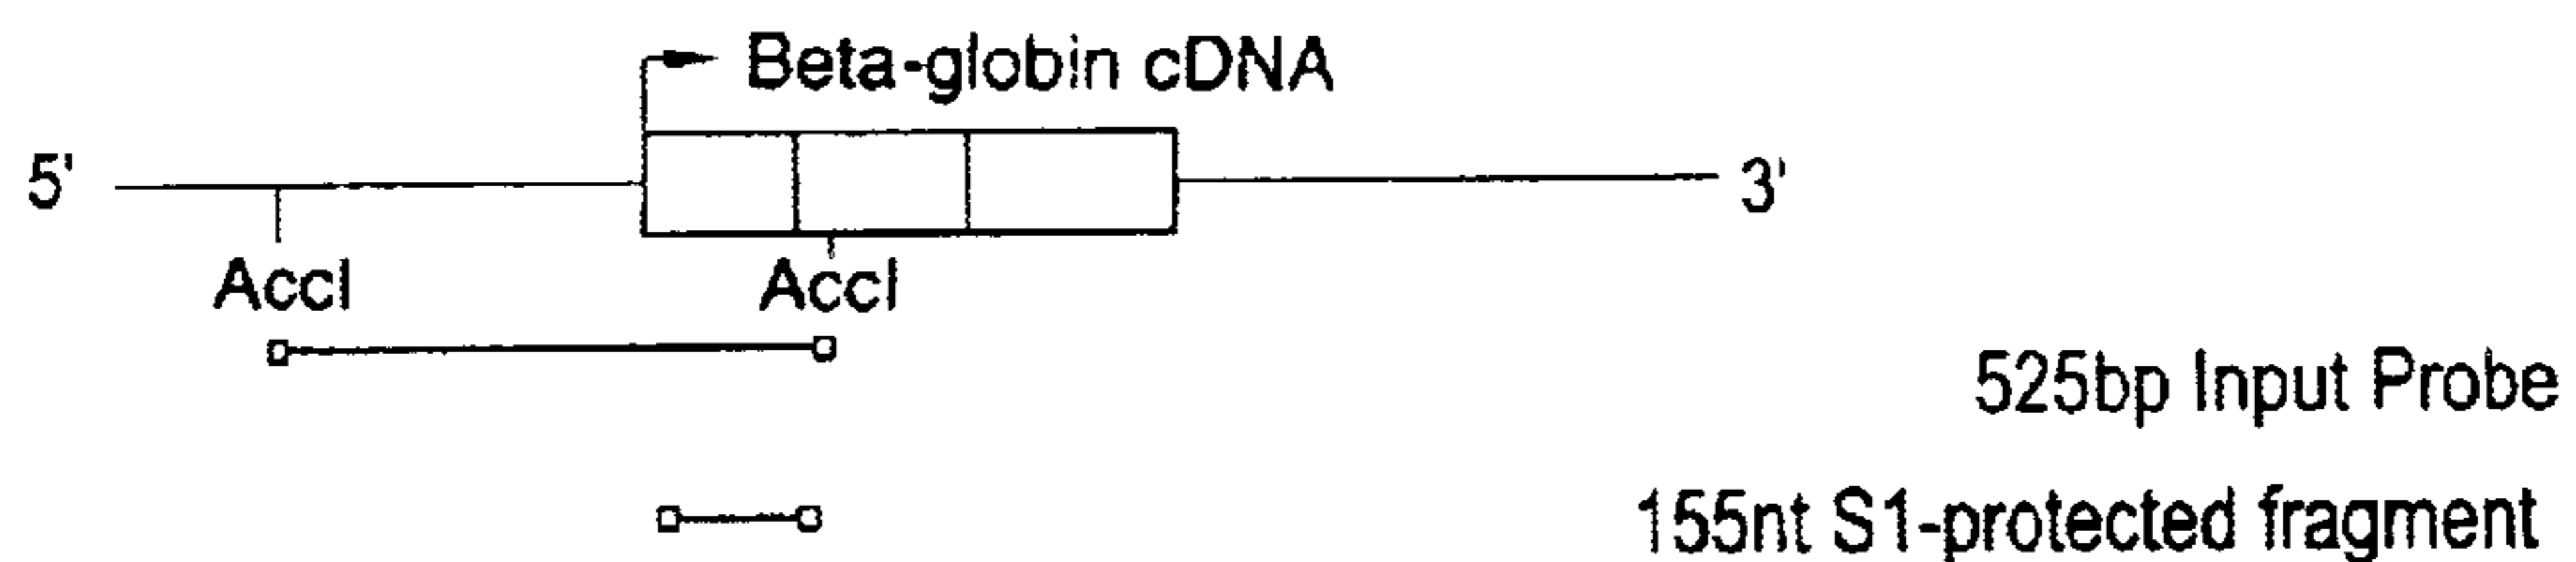 Beta-globin cDNA
5' 3'
AccI AccI
525bp Input Probe
155nt S1-protected fragment